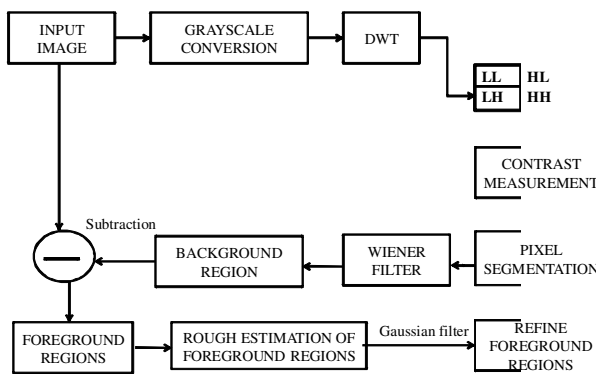 INPUT
IMAGE
GRAYSCALE
CONVERSION
DWT
LL HL
LH HH
CONTRAST
MEASUREMENT
Subtraction
BACKGROUND
REGION
WIENER
FILTER
PIXEL
SEGMENTATION
FOREGROUND
REGIONS
ROUGH ESTIMATION OF
FOREGROUND REGIONS
Gaussian filter
REFINE
FOREGROUND
REGIONS